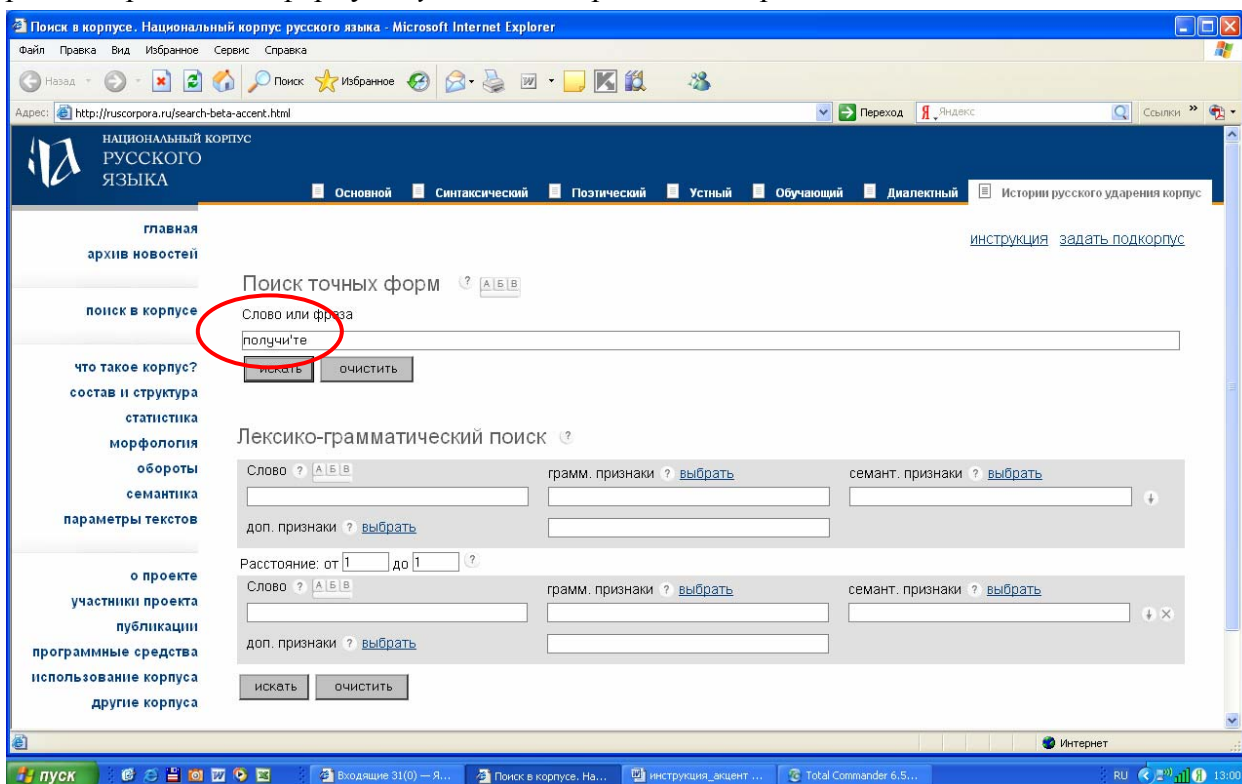 Поиск в корпусе. Национальный корпус русского языка - Microsoft Internet Explorer
Файл Правка Вид Избранное Сервис Справка
Назад Поиск Избранное
Адрес: http://ruscorpora.ru/search-beta-accent.html Переход Яндекс Ссылки »
НАЦИОНАЛЬНЫЙ КОРПУС
РУССКОГО
ЯЗЫКА
Основной Синтаксический Поэтический Устный Обучающий Диалектный Истории русского ударения корпус
главная
архив новостей
поиск в корпусе
что такое корпус?
состав и структура
статистика
морфология
обороты
семантика
параметры текстов
о проекте
участники проекта
публикации
программные средства
использование корпуса
другие корпуса
инструкция задать подкорпус
Поиск точных форм ? А Б В
Слово или фраза
получи'те
искать очистить
Лексико-грамматический поиск ?
Слово ? А Б В грамм. признаки ? выбрать семант. признаки ? выбрать
доп. признаки ? выбрать
Расстояние: от 1 до 1 ?
Слово ? А Б В грамм. признаки ? выбрать семант. признаки ? выбрать
доп. признаки ? выбрать
искать очистить
Интернет
пуск Входящие 31(0) — Я... Поиск в корпусе. На... инструкция_акцент ... Total Commander 6.5... RU 13:00